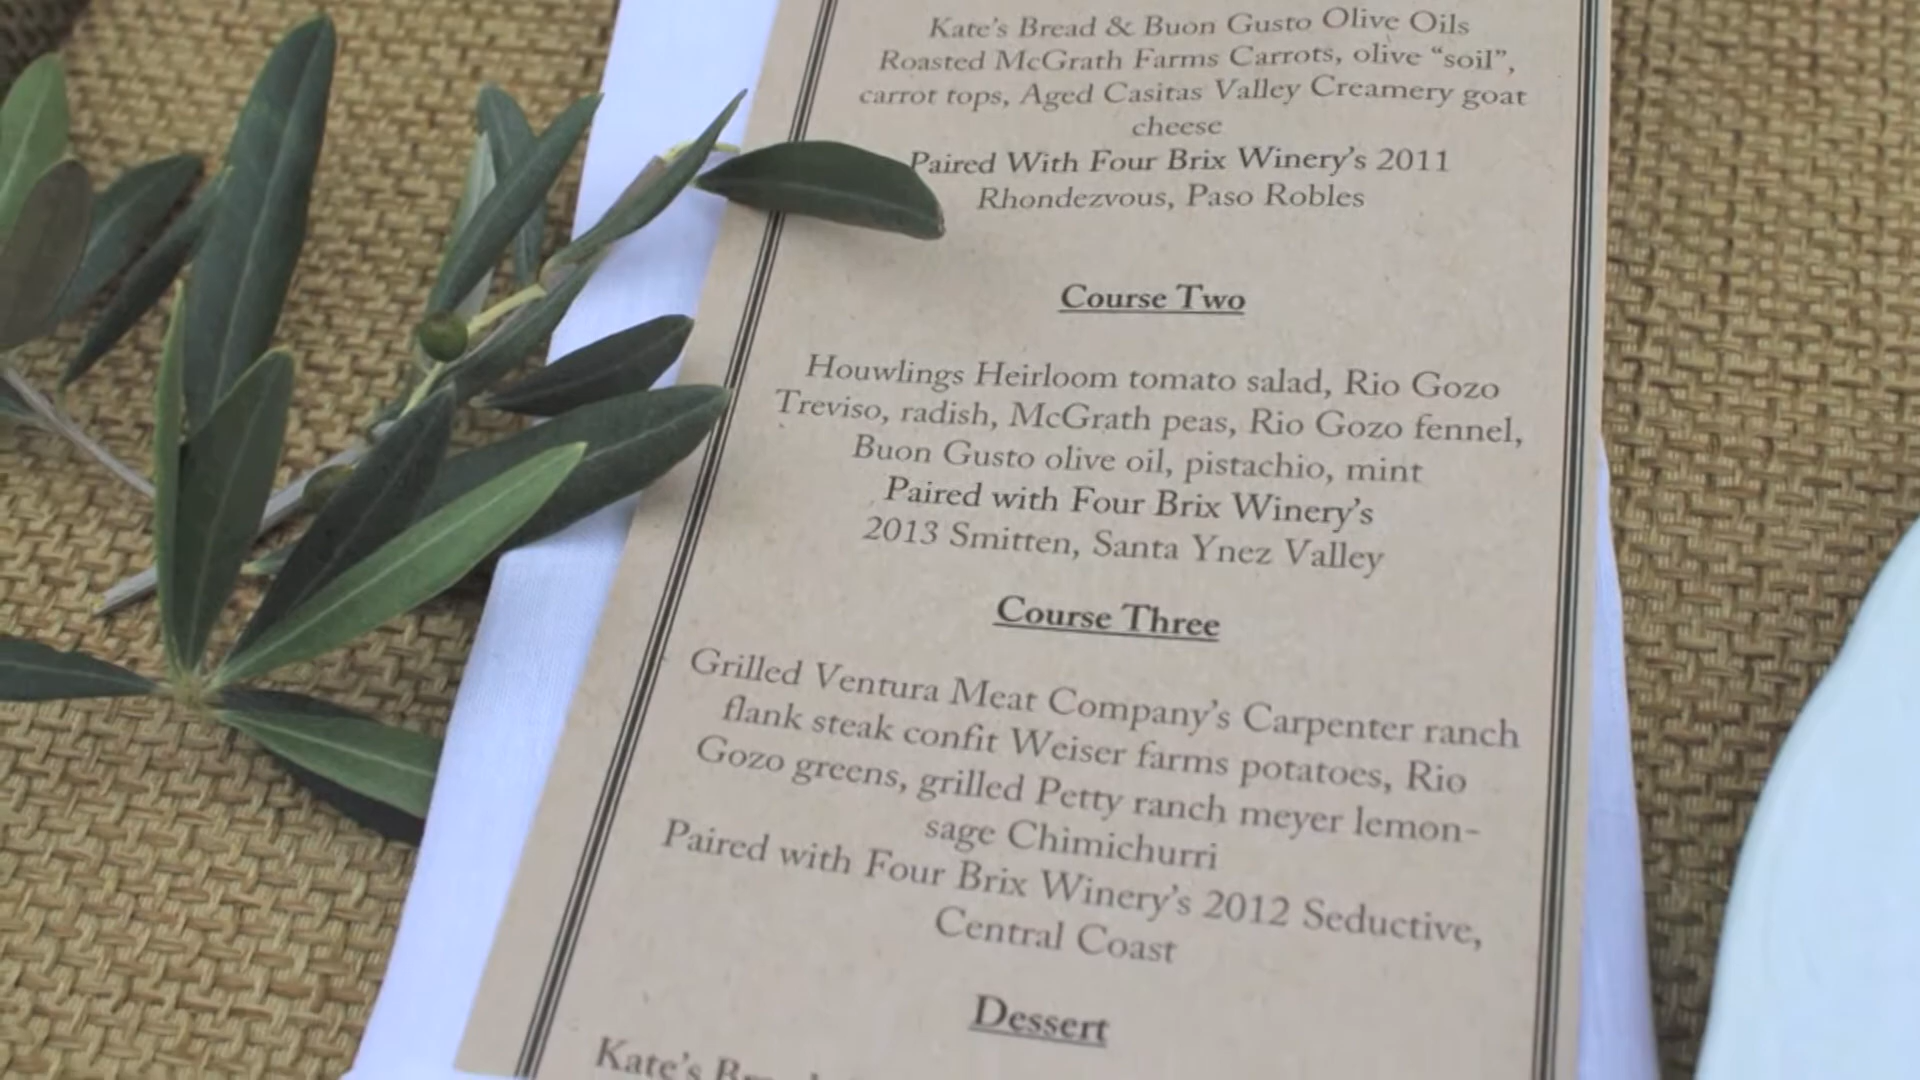 Kate's Bread & Buon Gusto Olive Oils
Roasted McGrath Farms Carrots, olive “soil”,
carrot tops, Aged Casitas Valley Creamery goat
cheese
Paired With Four Brix Winery's 2011
Rhondezvous, Paso Robles
Course Two
Houwlings Heirloom tomato salad, Rio Gozo
Treviso, radish, McGrath peas, Rio Gozo fennel,
Buon Gusto olive oil, pistachio, mint
Paired with Four Brix Winery's
2013 Smitten, Santa Ynez Valley
Course Three
Grilled Ventura Meat Company's Carpenter ranch
flank steak confit Weiser farms potatoes, Rio
Gozo greens, grilled Petty ranch meyer lemon-
sage Chimichurri
Paired with Four Brix Winery's 2012 Seductive,
Central Coast
Dessert
Kate's